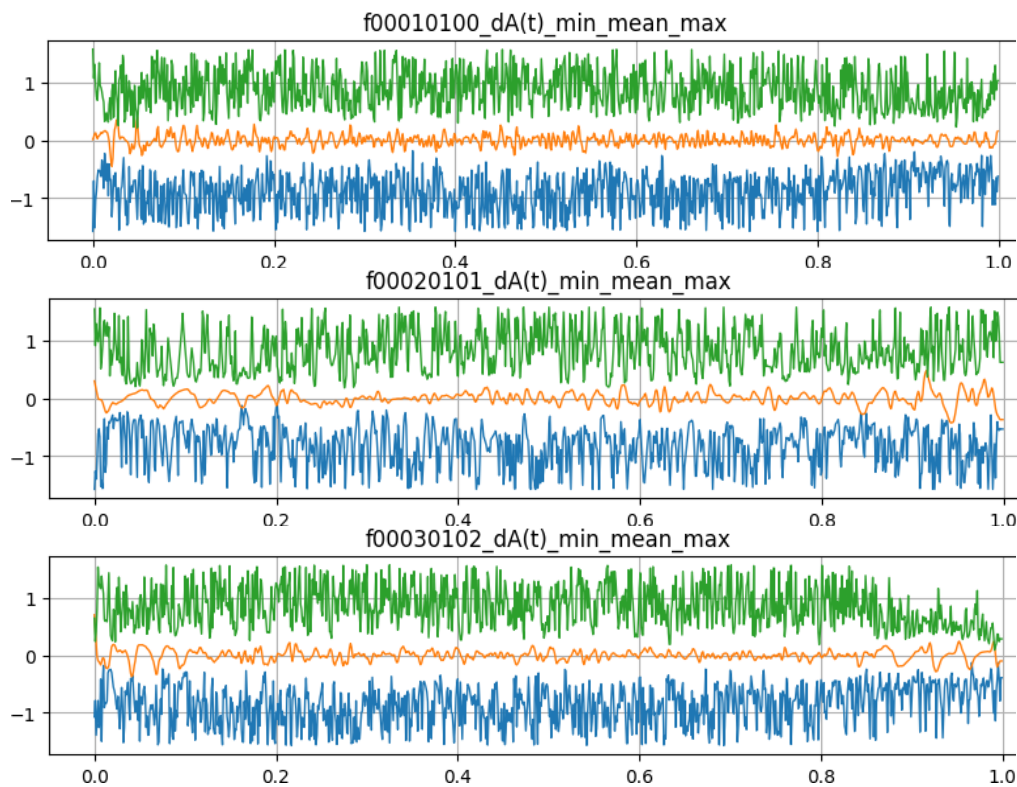 f00010100_dA(t)_min_mean_max
1
0
−1
0.0 0.2 0.4 0.6 0.8 1.0
f00020101_dA(t)_min_mean_max
1
0
−1
0.0 0.2 0.4 0.6 0.8 1.0
f00030102_dA(t)_min_mean_max
1
0
−1
0.0 0.2 0.4 0.6 0.8 1.0